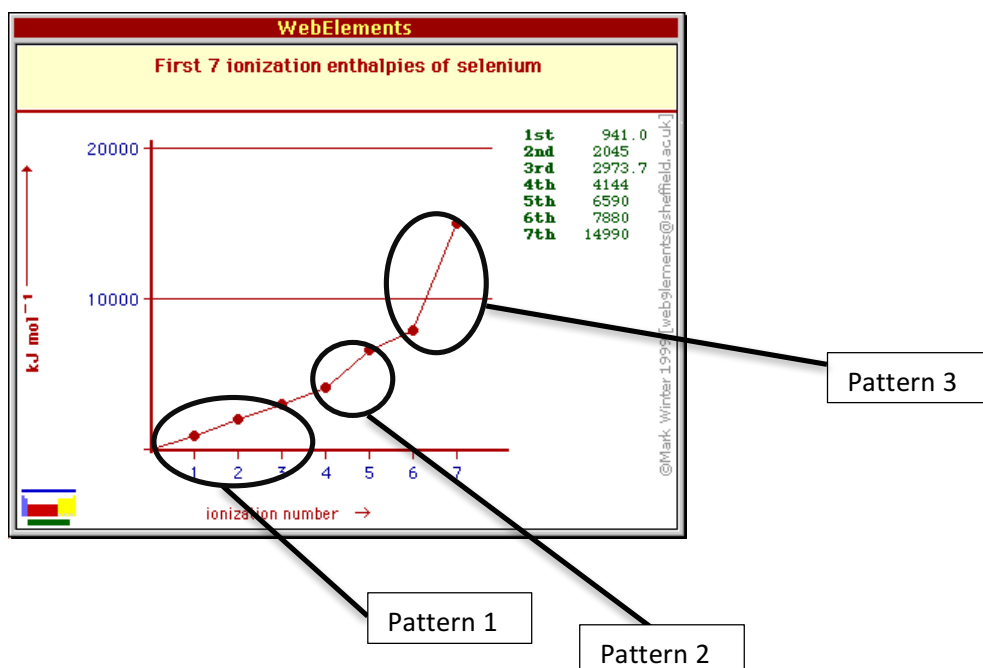 WebElements
First 7 ionization enthalpies of selenium
1st 941.0
2nd 2045
3rd 2973.7
4th 4144
5th 6590
6th 7880
7th 14990
20000
10000
kJ mol⁻¹
1 2 3 4 5 6 7
ionization number →
©Mark Winter 1999 [web9lements@sheffield.ac.uk]
Pattern 3
Pattern 1
Pattern 2